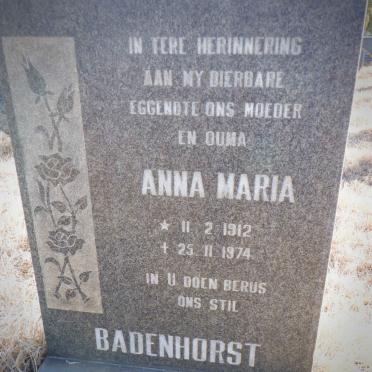 IN TERE HERINNERING
AAN MY DIERBARE
EGGENOTE ONS MOEDER
EN OUMA
ANNA MARIA
★ 11 2 1912
† 25 11 1974
IN U DOEN BERUS
ONS STIL
BADENHORST